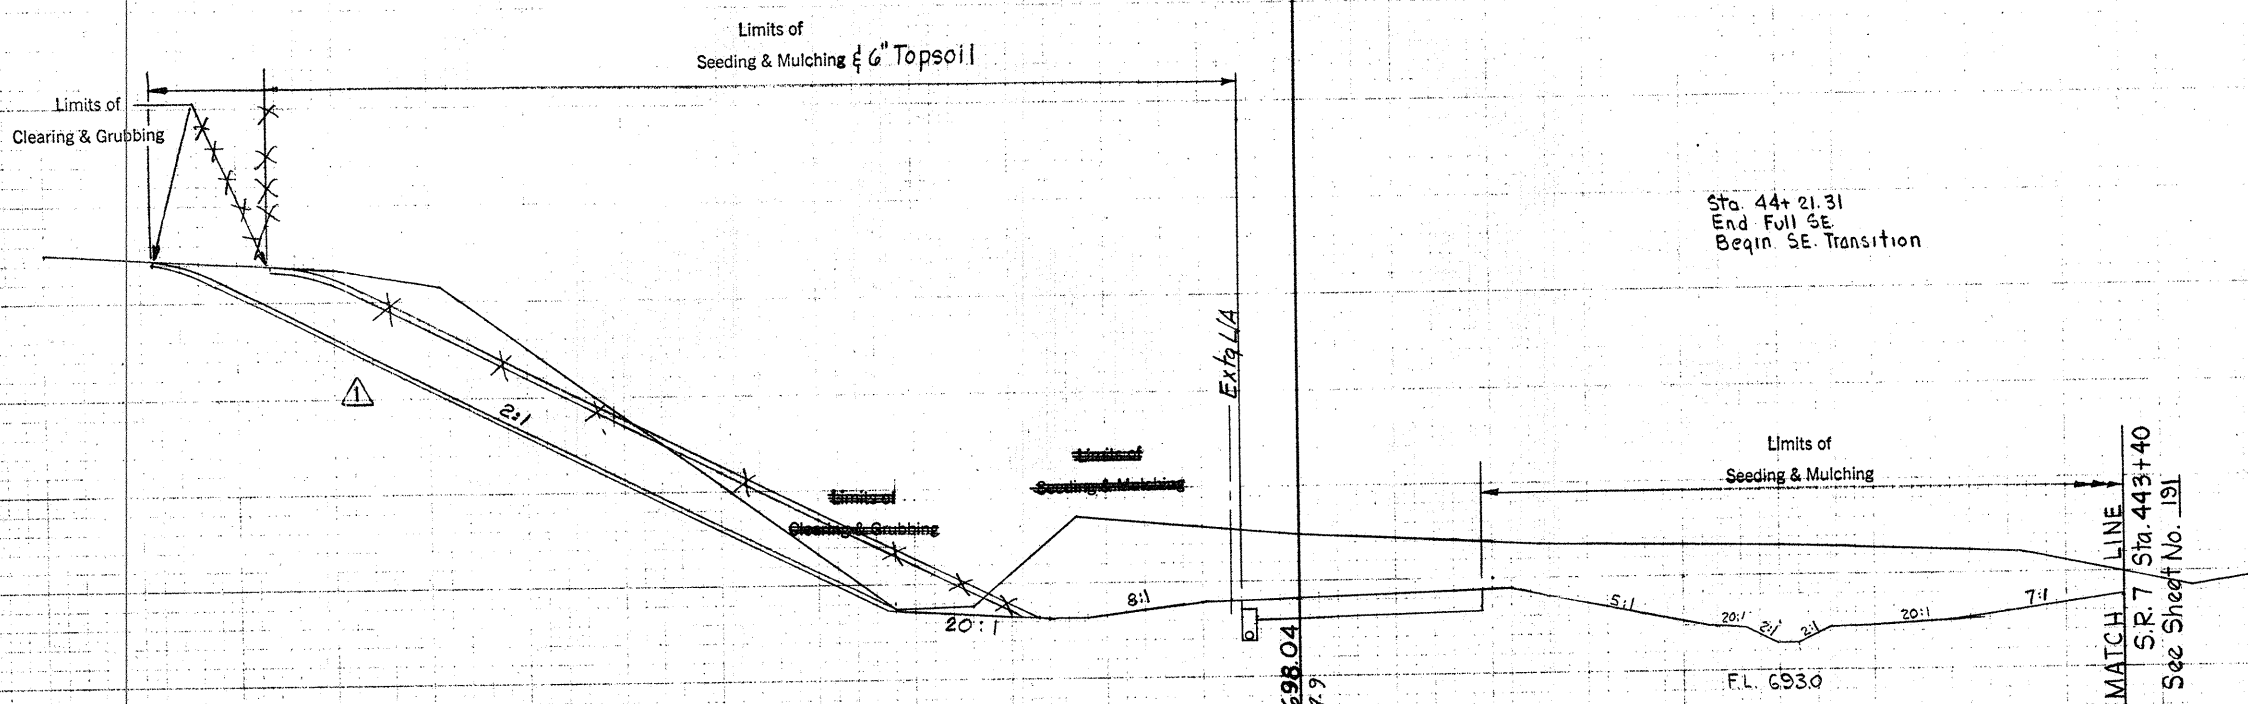 Limits of
Seeding & Mulching & 6" Topsoil
Limits of
Clearing & Grubbing
Sta. 44+21.31
End Full SE.
Begin SE. Transition
Extg L/A
1
2:1
Limits of
Seeding & Mulching
Limits of
Clearing & Grubbing
Limits of
Seeding & Mulching
8:1
20:1
5:1
20:1
2:1
2:1
20:1
7:1
698.04
F.L. 693.0
MATCH LINE
S.R. 7 Sta. 443+40
See Sheet No. 191